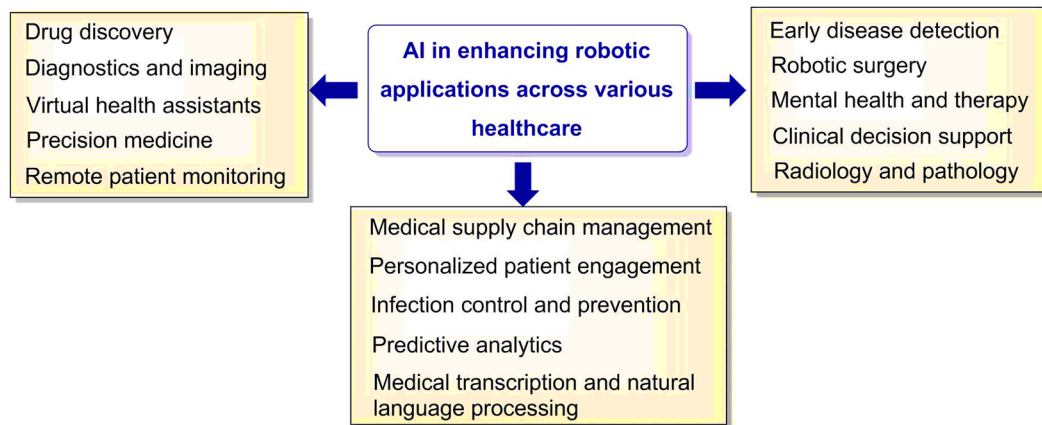 Drug discovery
Diagnostics and imaging
Virtual health assistants
Precision medicine
Remote patient monitoring
AI in enhancing robotic
applications across various
healthcare
Early disease detection
Robotic surgery
Mental health and therapy
Clinical decision support
Radiology and pathology
Medical supply chain management
Personalized patient engagement
Infection control and prevention
Predictive analytics
Medical transcription and natural
language processing